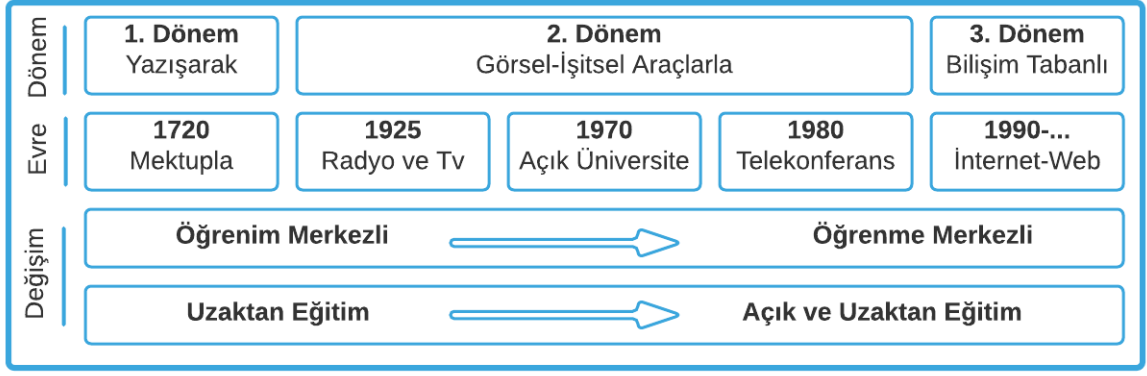 Dönem
1. Dönem
Yazışarak
2. Dönem
Görsel-İşitsel Araçlarla
3. Dönem
Bilişim Tabanlı
Evre
1720
Mektupla
1925
Radyo ve Tv
1970
Açık Üniversite
1980
Telekonferans
1990-...
İnternet-Web
Değişim
Öğrenim Merkezli
Öğrenme Merkezli
Uzaktan Eğitim
Açık ve Uzaktan Eğitim